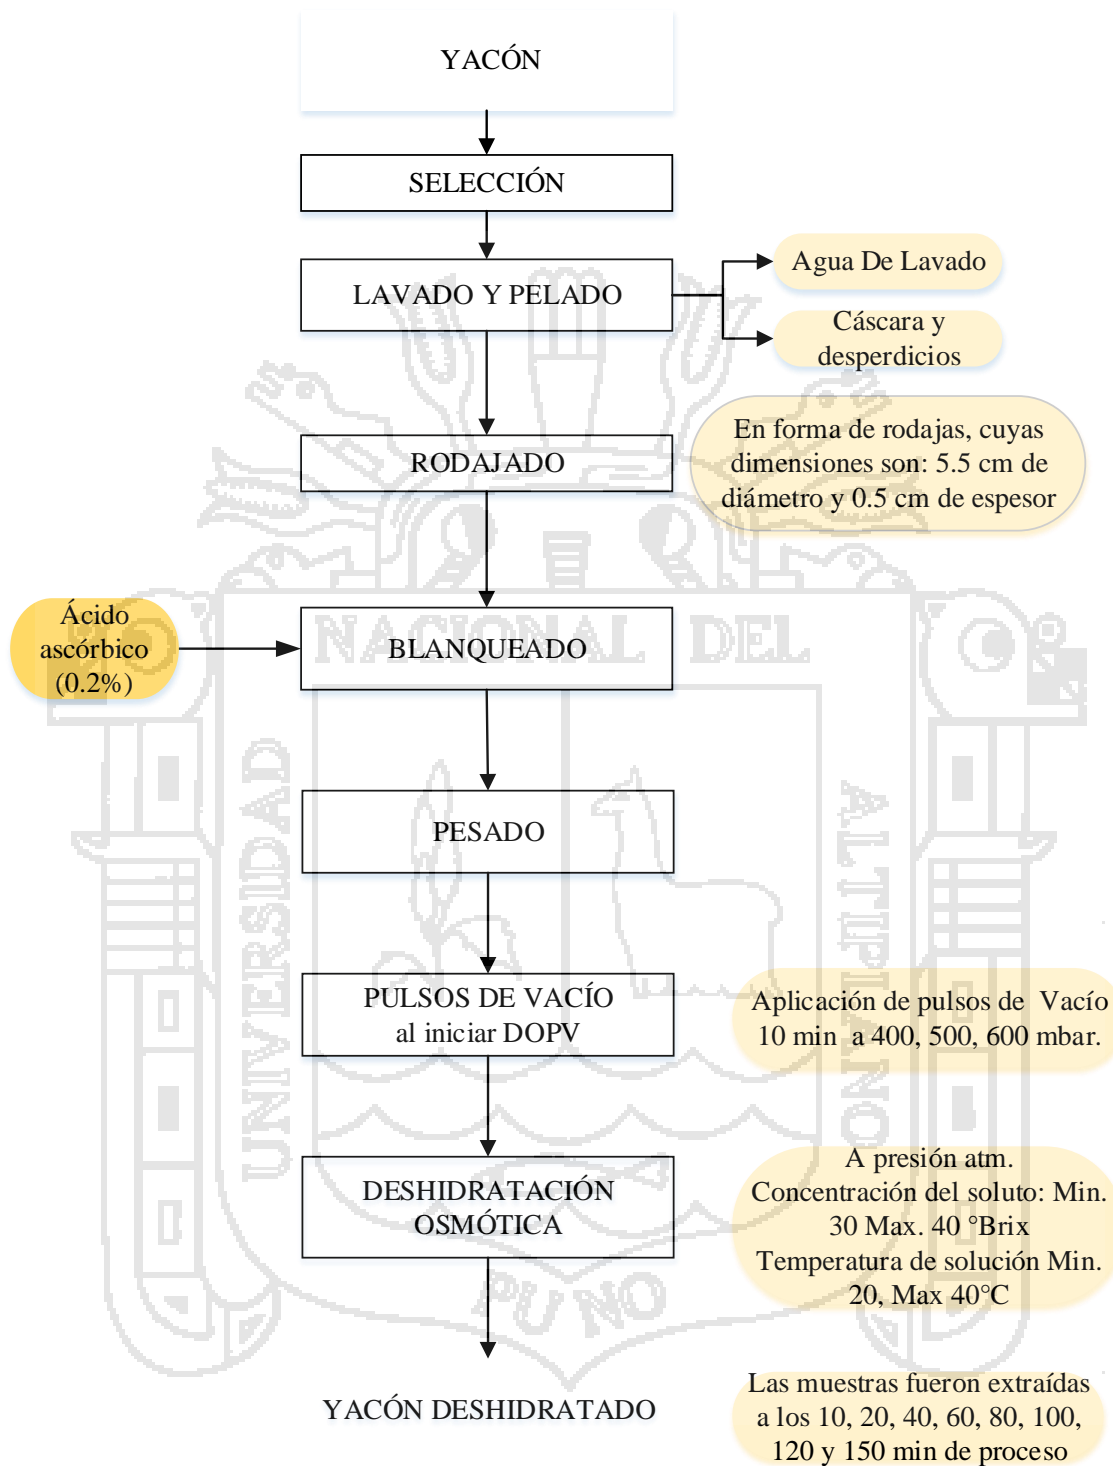 YACÓN
SELECCIÓN
LAVADO Y PELADO
Agua De Lavado
Cáscara y
desperdicios
RODAJADO
En forma de rodajas, cuyas
dimensiones son: 5.5 cm de
diámetro y 0.5 cm de espesor
Ácido
ascórbico
(0.2%)
BLANQUEADO
PESADO
PULSOS DE VACÍO
al iniciar DOPV
Aplicación de pulsos de Vacío
10 min a 400, 500, 600 mbar.
DESHIDRATACIÓN
OSMÓTICA
A presión atm.
Concentración del soluto: Min.
30 Max. 40 °Brix
Temperatura de solución Min.
20, Max 40°C
YACÓN DESHIDRATADO
Las muestras fueron extraídas
a los 10, 20, 40, 60, 80, 100,
120 y 150 min de proceso
UNIVERSIDAD
NACIONAL DEL
ALTIPLANO
PUNO